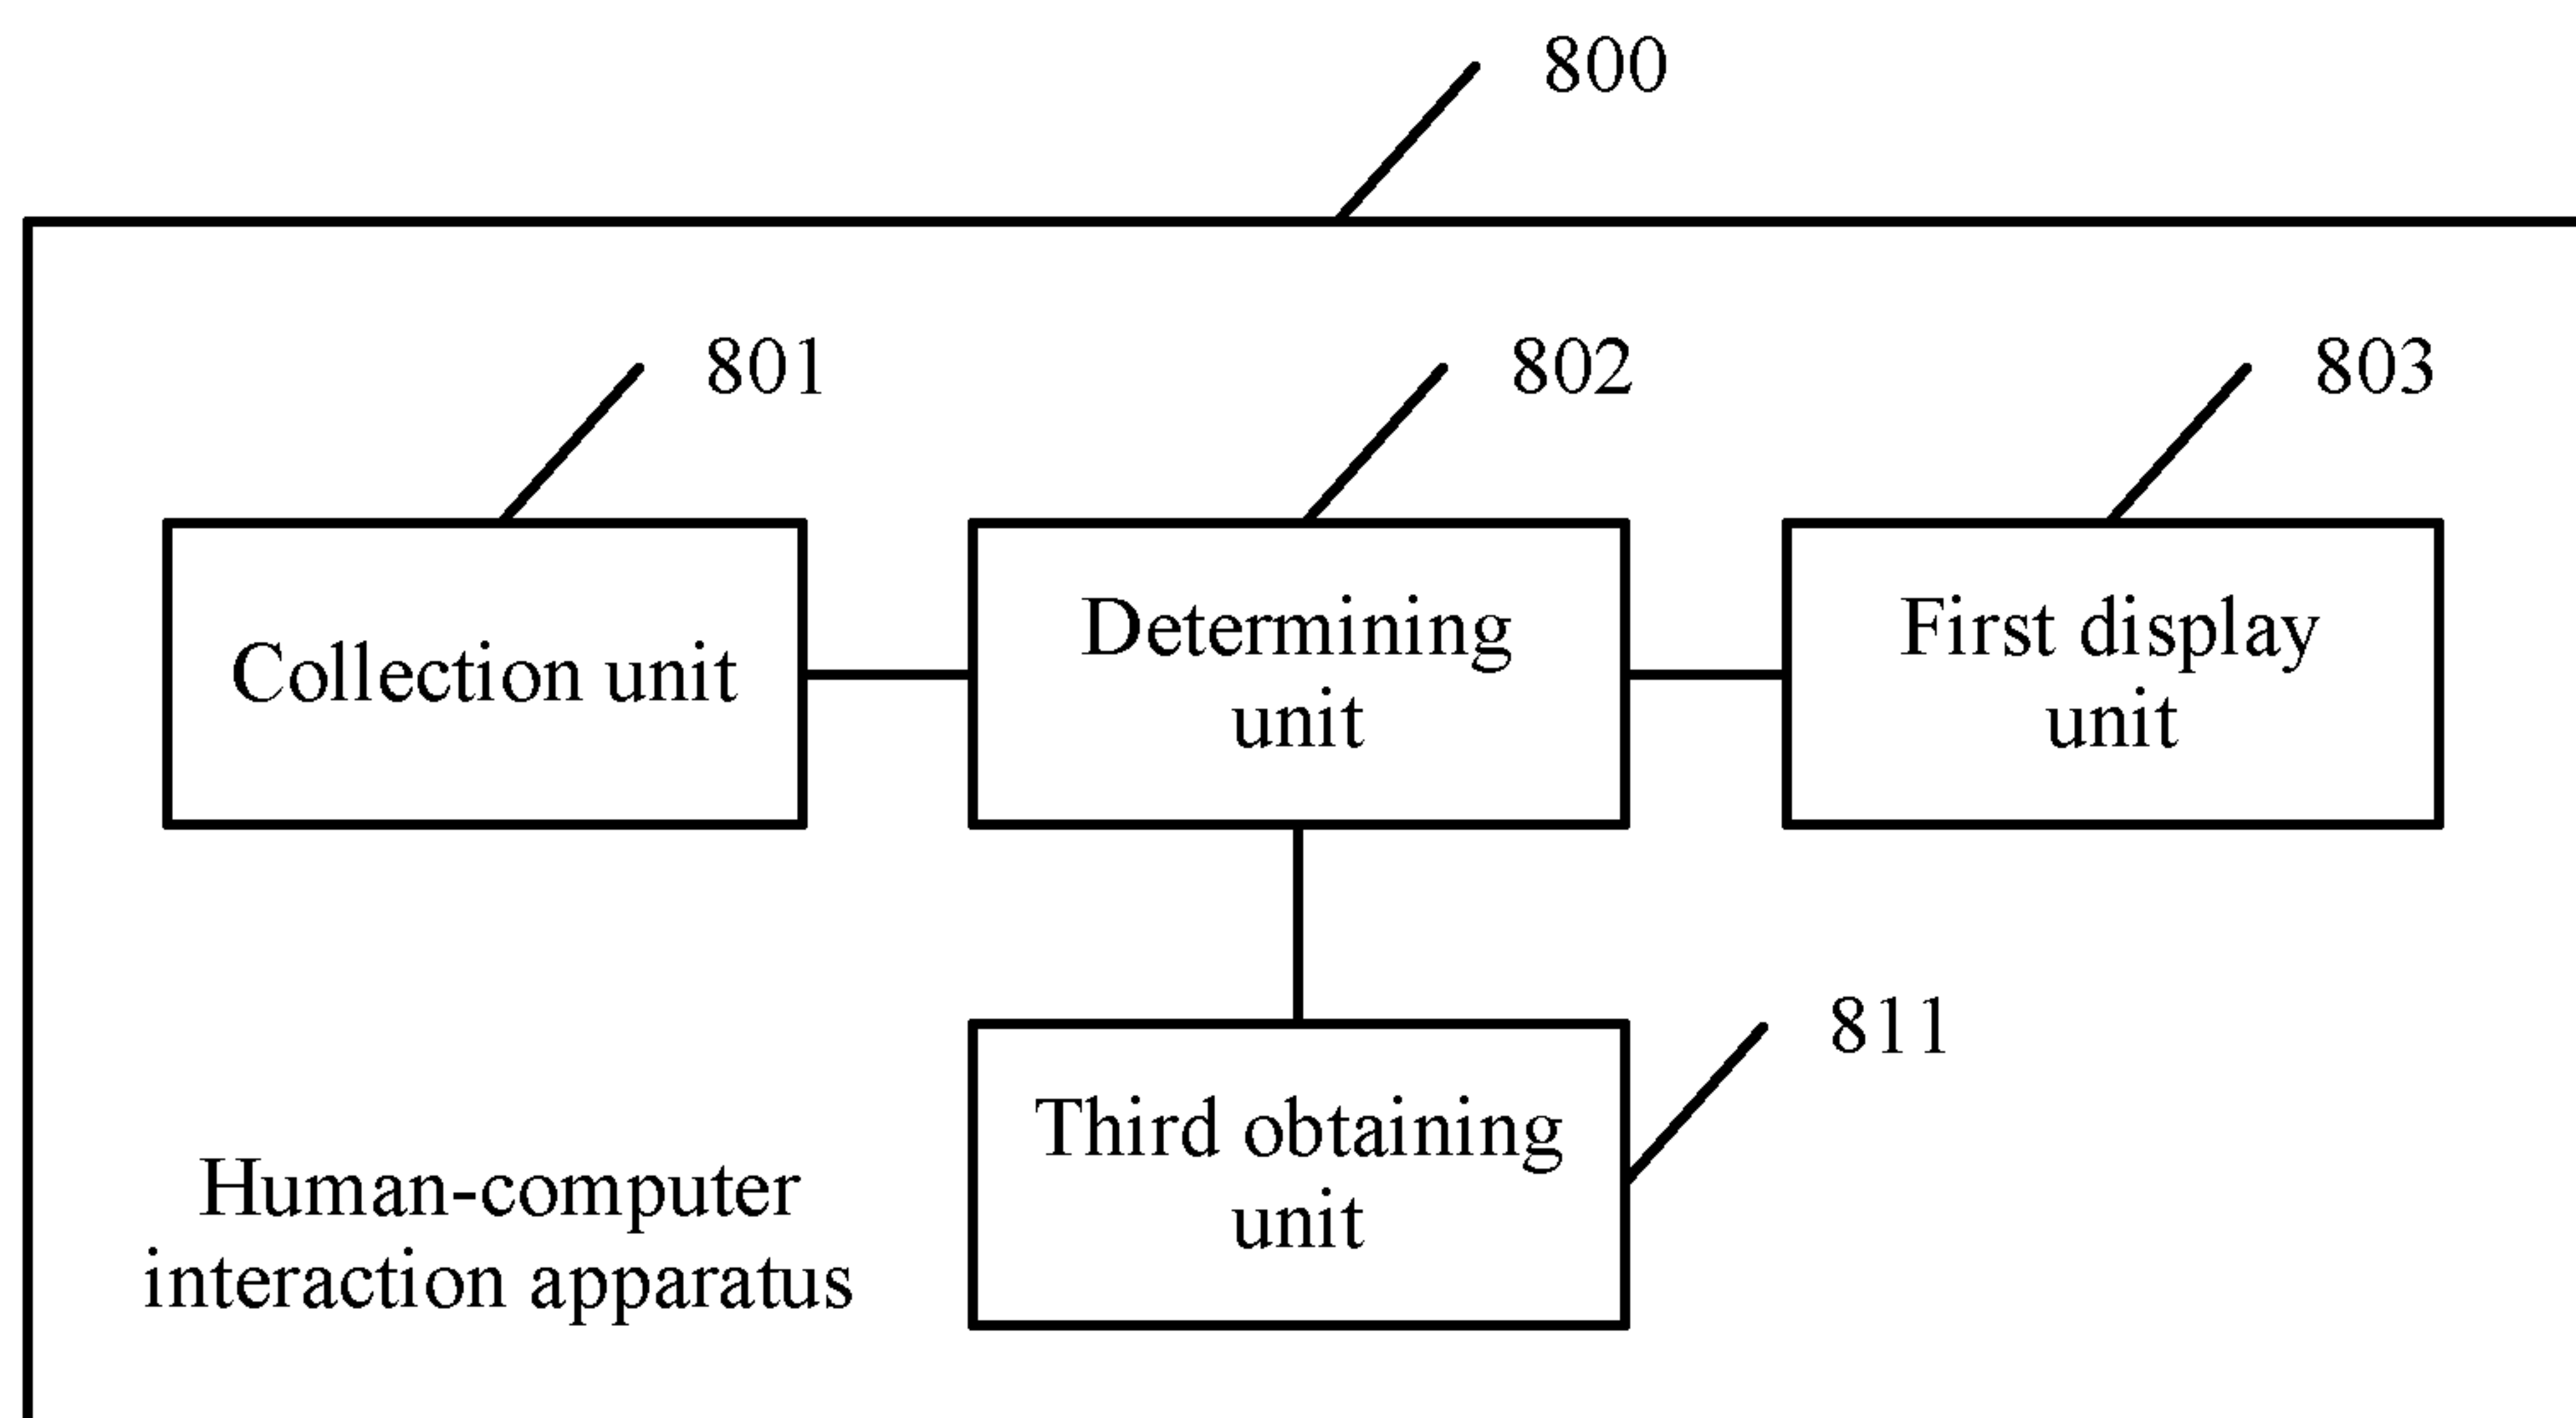 800
801
802
803
Collection unit
Determining
unit
First display
unit
811
Third obtaining
unit
Human-computer
interaction apparatus